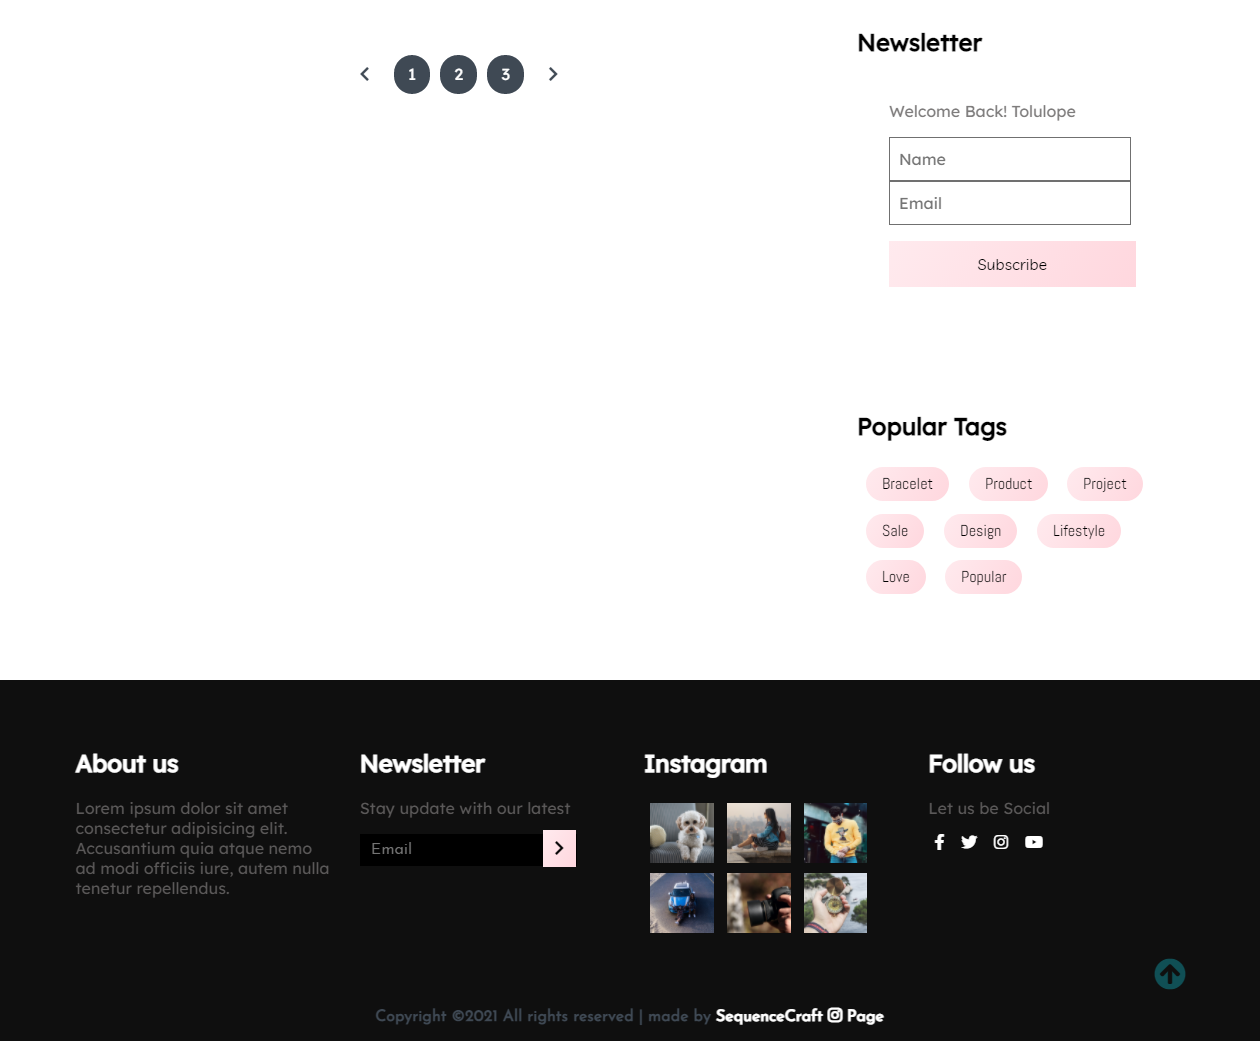 1 2 3
Newsletter
Welcome Back! Tolulope
Name
Email
Subscribe
Popular Tags
Bracelet Product Project
Sale Design Lifestyle
Love Popular
About us
Lorem ipsum dolor sit amet
consectetur adipisicing elit.
Accusantium quia atque nemo
ad modi officiis iure, autem nulla
tenetur repellendus.
Newsletter
Stay update with our latest
Email
Instagram
Follow us
Let us be Social
Copyright ©2021 All rights reserved | made by SequenceCraft Page